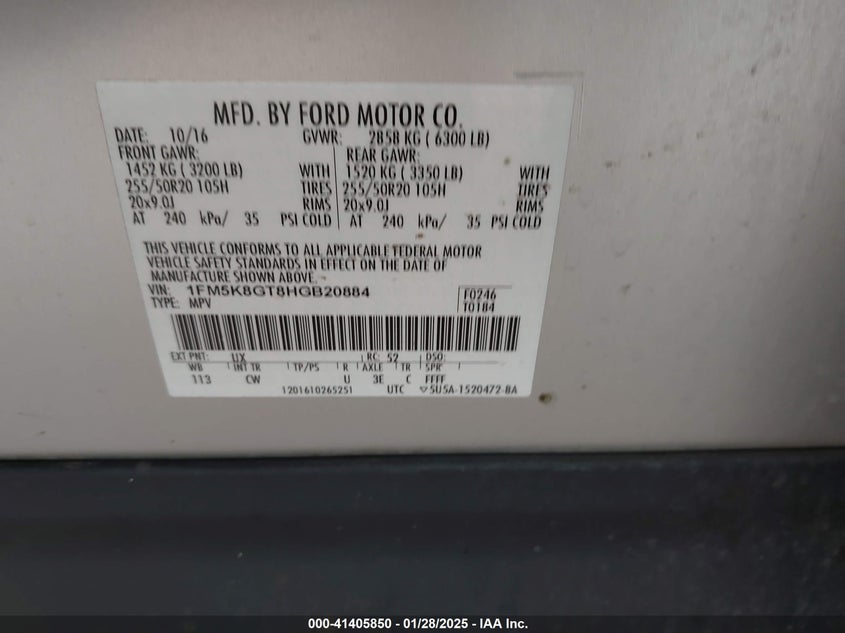 MFD. BY FORD MOTOR CO.
DATE: 10/16 GVWR: 2858 KG ( 6300 LB)
FRONT GAWR: REAR GAWR:
1452 KG ( 3200 LB) WITH 1520 KG ( 3350 LB) WITH
255/50R20 105H TIRES 255/50R20 105H TIRES
20x9.0J RIMS 20x9.0J RIMS
AT 240 kPa/ 35 PSI COLD AT 240 kPa/ 35 PSI COLD
THIS VEHICLE CONFORMS TO ALL APPLICABLE FEDERAL MOTOR
VEHICLE SAFETY STANDARDS IN EFFECT ON THE DATE OF
MANUFACTURE SHOWN ABOVE.
VIN: 1FM5K8GT8HGB20884 F0246
TYPE: MPV T0184
EXT PNT: UX RC: 52 DSO:
WB INT TR TP/PS R AXLE TR SPR
113 CW U 3E C FFFF
1201610265251 UTC ▽5U5A-1520472-BA
000-41405850 - 01/28/2025 - IAA Inc.